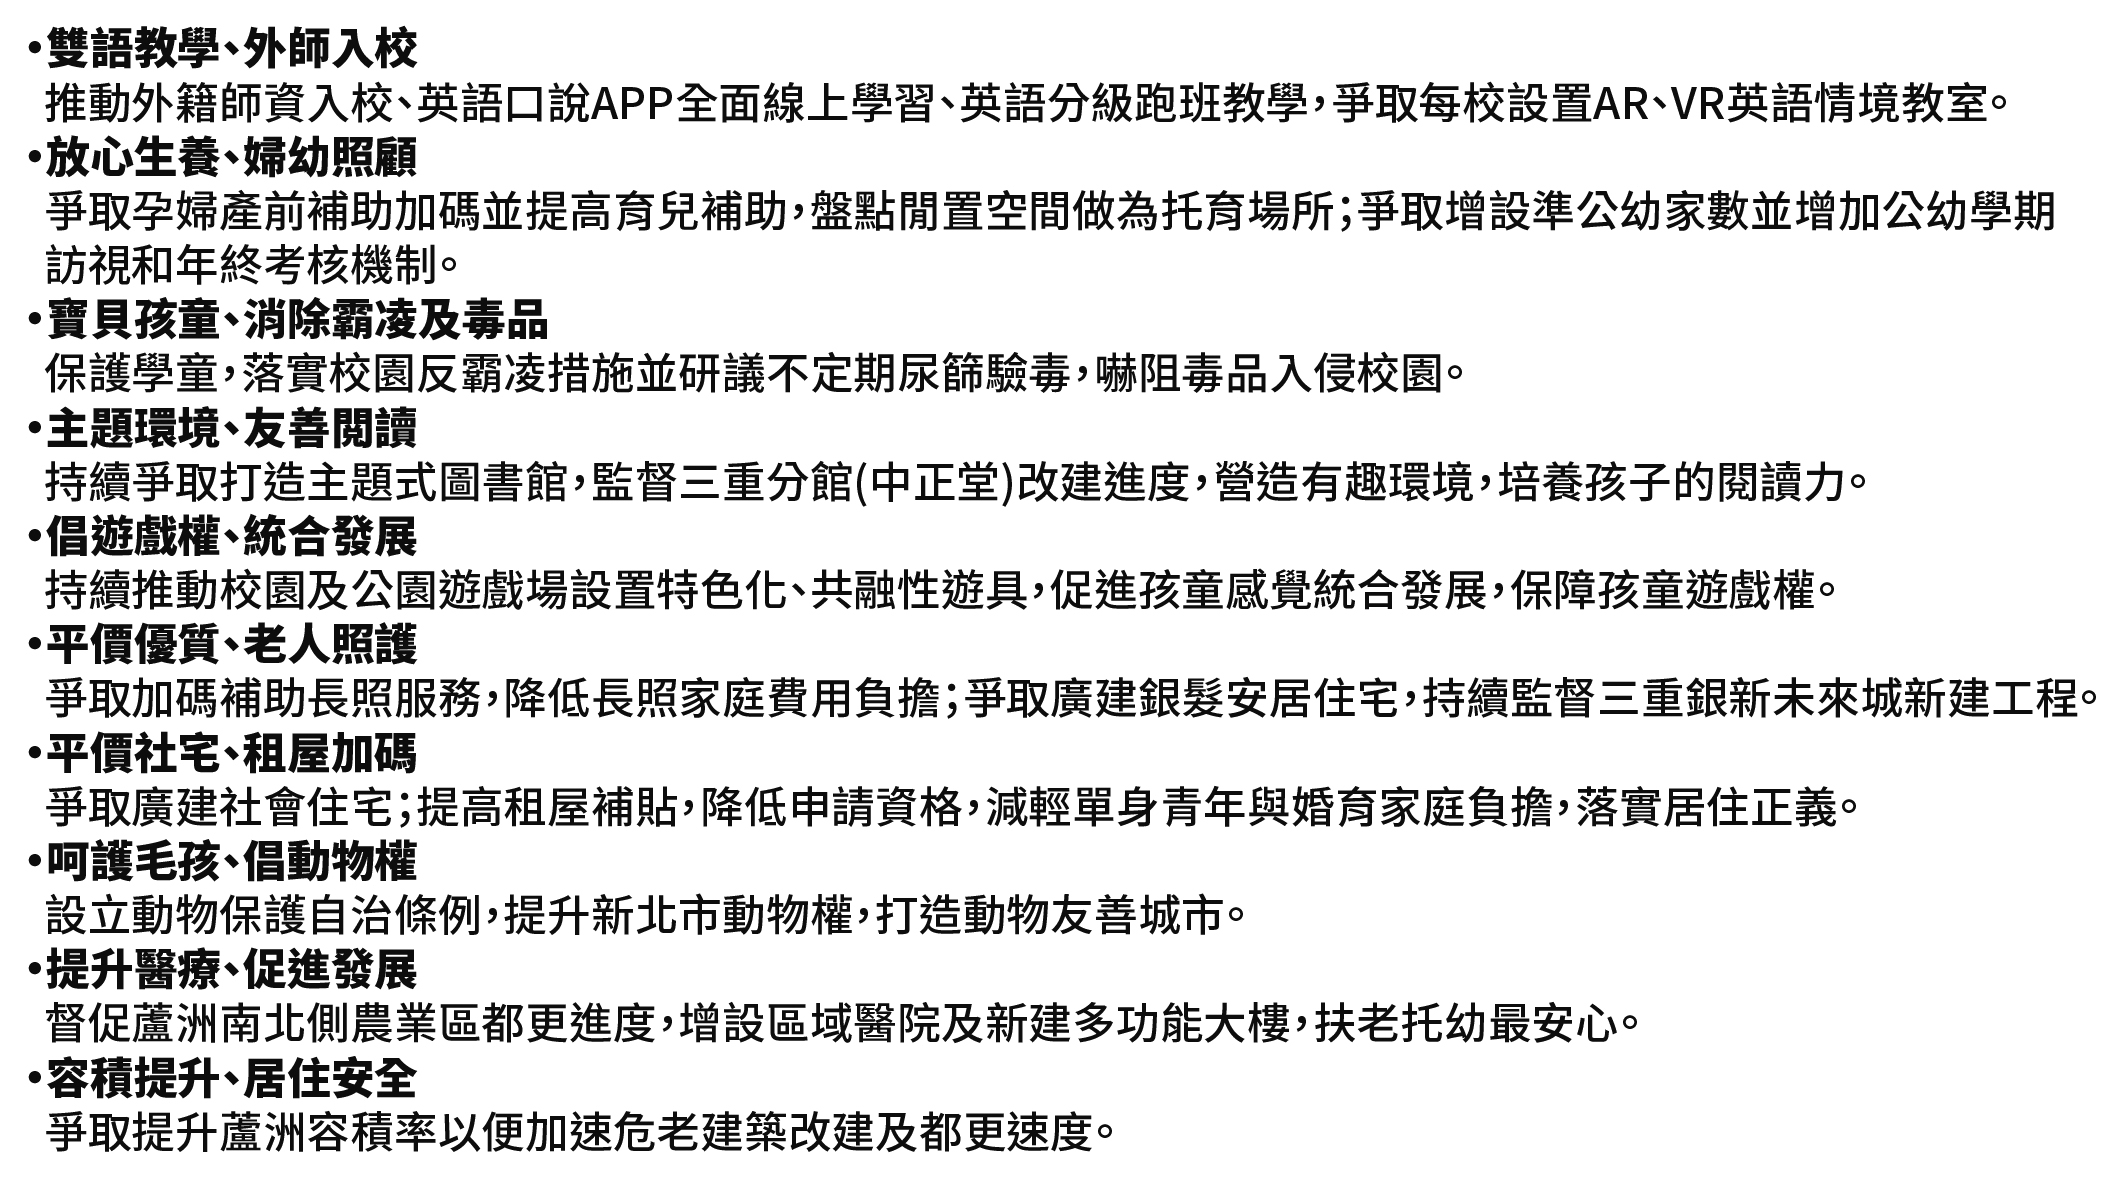 •雙語教學、外師入校
推動外籍師資入校、英語口說APP全面線上學習、英語分級跑班教學,爭取每校設置AR、VR英語情境教室。
•放心生養、婦幼照顧
爭取孕婦產前補助加碼並提高育兒補助,盤點閒置空間做為托育場所;爭取增設準公幼家數並增加公幼學期
訪視和年終考核機制。
•寶貝孩童、消除霸凌及毒品
保護學童,落實校園反霸凌措施並研議不定期尿篩驗毒,嚇阻毒品入侵校園。
•主題環境、友善閱讀
持續爭取打造主題式圖書館,監督三重分館(中正堂)改建進度,營造有趣環境,培養孩子的閱讀力。
•倡遊戲權、統合發展
持續推動校園及公園遊戲場設置特色化、共融性遊具,促進孩童感覺統合發展,保障孩童遊戲權。
•平價優質、老人照護
爭取加碼補助長照服務,降低長照家庭費用負擔;爭取廣建銀髮安居住宅,持續監督三重銀新未來城新建工程。
•平價社宅、租屋加碼
爭取廣建社會住宅;提高租屋補貼,降低申請資格,減輕單身青年與婚育家庭負擔,落實居住正義。
•呵護毛孩、倡動物權
設立動物保護自治條例,提升新北市動物權,打造動物友善城市。
•提升醫療、促進發展
督促蘆洲南北側農業區都更進度,增設區域醫院及新建多功能大樓,扶老托幼最安心。
•容積提升、居住安全
爭取提升蘆洲容積率以便加速危老建築改建及都更速度。